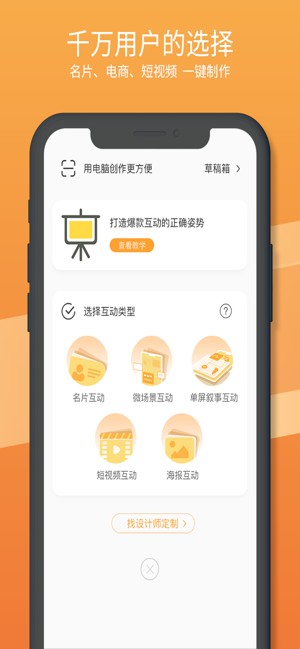 千万用户的选择
名片、电商、短视频 一键制作
用电脑创作更方便 草稿箱
打造爆款互动的正确姿势
查看教学
选择互动类型
名片互动 微场景互动 单屏叙事互动
短视频互动 海报互动
找设计师定制